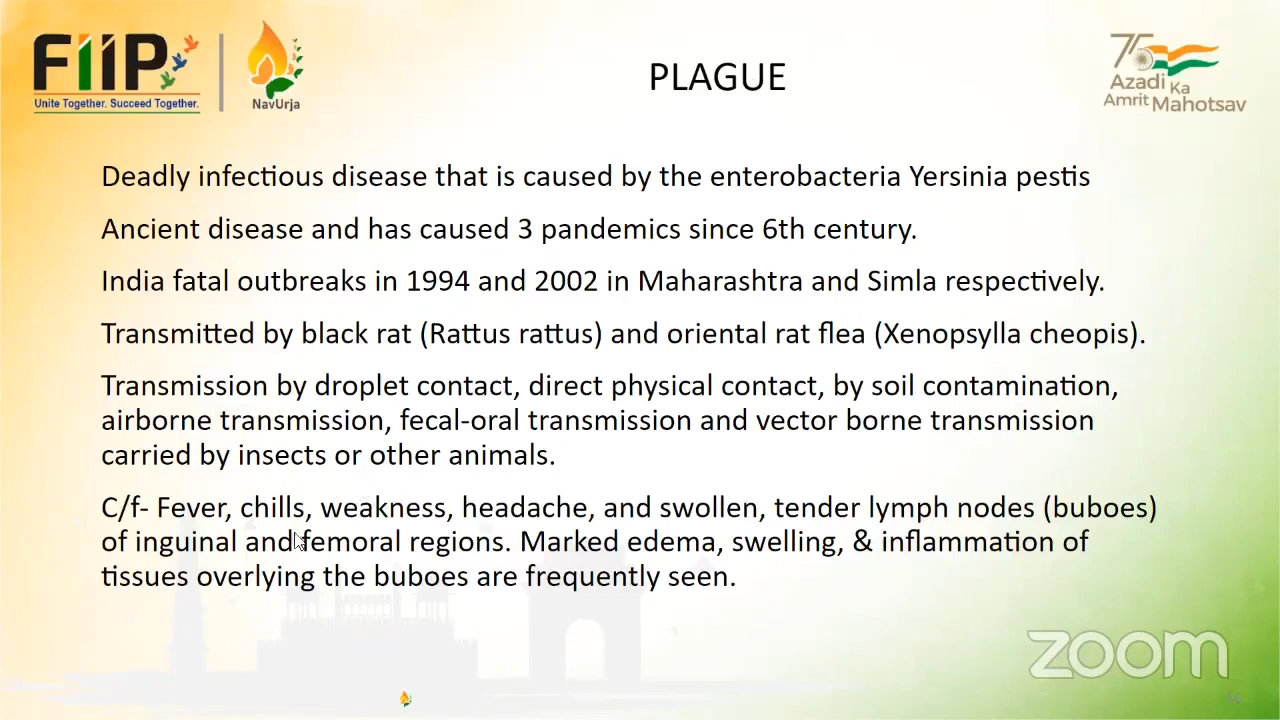 FIIP
Unite Together. Succeed Together.
NavUrja
PLAGUE
75
Azadi Ka
Amrit Mahotsav
Deadly infectious disease that is caused by the enterobacteria Yersinia pestis
Ancient disease and has caused 3 pandemics since 6th century.
India fatal outbreaks in 1994 and 2002 in Maharashtra and Simla respectively.
Transmitted by black rat (Rattus rattus) and oriental rat flea (Xenopsylla cheopis).
Transmission by droplet contact, direct physical contact, by soil contamination,
airborne transmission, fecal-oral transmission and vector borne transmission
carried by insects or other animals.
C/f- Fever, chills, weakness, headache, and swollen, tender lymph nodes (buboes)
of inguinal and femoral regions. Marked edema, swelling, & inflammation of
tissues overlying the buboes are frequently seen.
zoom